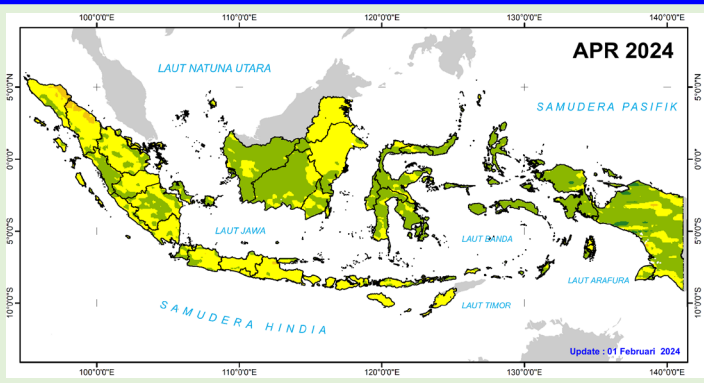 100°0'0"E 110°0'0"E 120°0'0"E 130°0'0"E 140°0'0"E
APR 2024
LAUT NATUNA UTARA
5°0'0"N 5°0'0"N
SAMUDERA PASIFIK
0°0'0" 0°0'0"
LAUT JAWA
5°0'0"S 5°0'0"S
LAUT BANDA
LAUT ARAFURA
10°0'0"S 10°0'0"S
SAMUDERA HINDIA
LAUT TIMOR
Update : 01 Februari 2024
100°0'0"E 110°0'0"E 120°0'0"E 130°0'0"E 140°0'0"E